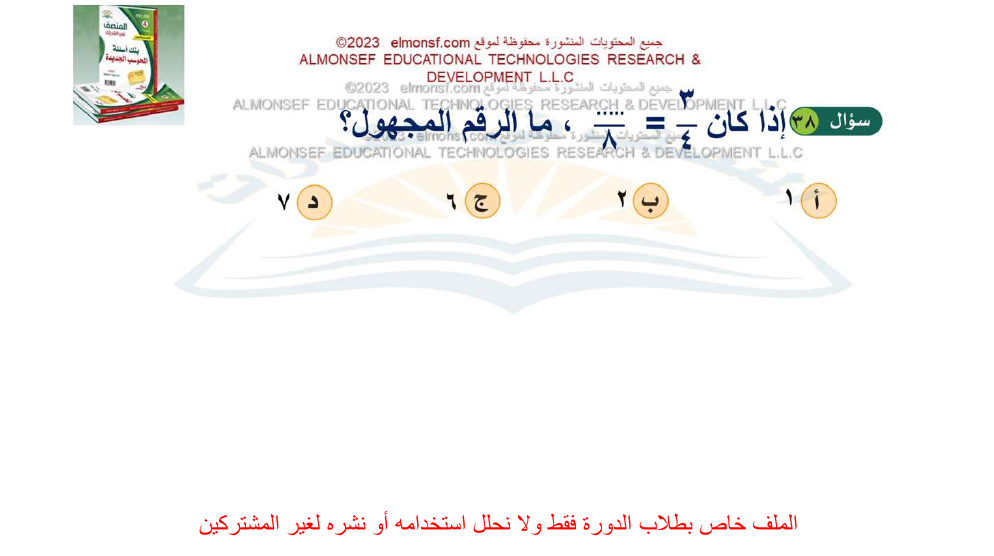 المنصف
في القدرات
بنك أسئلة
المحوسب الجديدة
جميع المحتويات المنشورة محفوظة لموقع elmonsf.com ©2023
ALMONSEF EDUCATIONAL TECHNOLOGIES RESEARCH &
DEVELOPMENT L.L.C
جميع المحتويات المنشورة محفوظة لموقع elmonsf.com ©2023
ALMONSEF EDUCATIONAL TECHNOLOGIES RESEARCH & DEVELOPMENT L.L.C
سؤال ٣٨ إذا كان ٣/٤ = ...../٨ ، ما الرقم المجهول؟
جميع المحتويات المنشورة محفوظة لموقع elmonsf.com ©2023
ALMONSEF EDUCATIONAL TECHNOLOGIES RESEARCH & DEVELOPMENT L.L.C
أ ١ ب ٢ ج ٦ د ٧
الملف خاص بطلاب الدورة فقط ولا نحلل استخدامه أو نشره لغير المشتركين